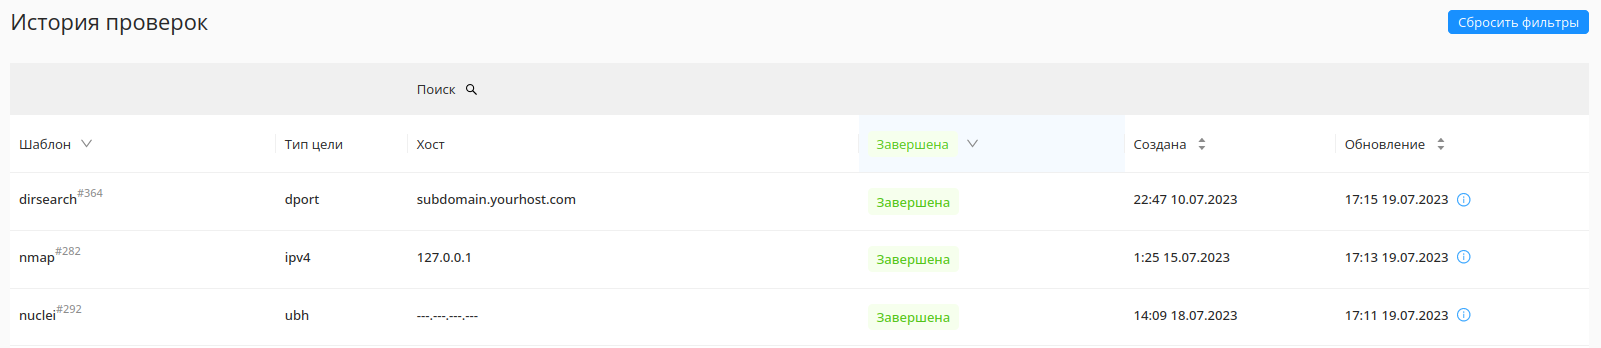 История проверок
Сбросить фильтры
Поиск
Шаблон Тип цели Хост Завершена Создана Обновление
dirsearch#364 dport subdomain.yourhost.com Завершена 22:47 10.07.2023 17:15 19.07.2023
nmap#282 ipv4 127.0.0.1 Завершена 1:25 15.07.2023 17:13 19.07.2023
nuclei#292 ubh ---.---.---.--- Завершена 14:09 18.07.2023 17:11 19.07.2023